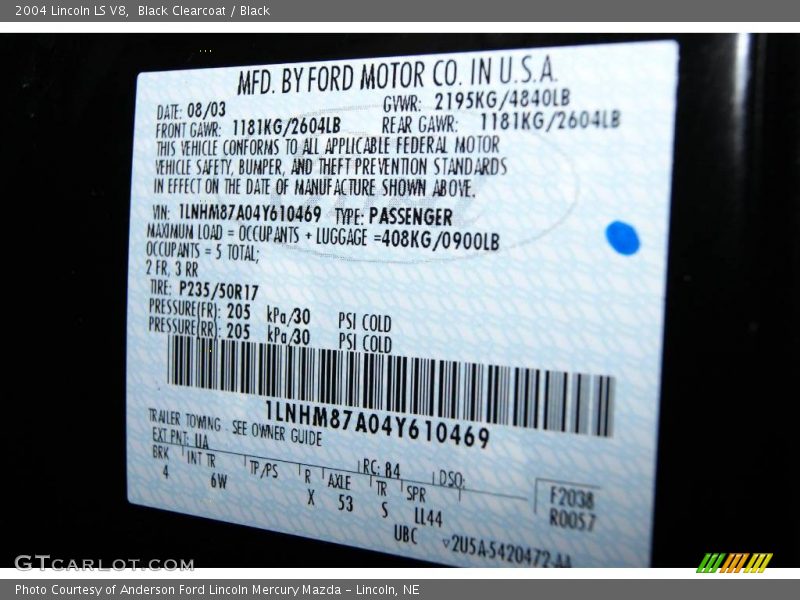 2004 Lincoln LS V8, Black Clearcoat / Black
MFD. BY FORD MOTOR CO. IN U.S.A.
DATE: 08/03 GVWR: 2195KG/4840LB
FRONT GAWR: 1181KG/2604LB REAR GAWR: 1181KG/2604LB
THIS VEHICLE CONFORMS TO ALL APPLICABLE FEDERAL MOTOR
VEHICLE SAFETY, BUMPER, AND THEFT PREVENTION STANDARDS
IN EFFECT ON THE DATE OF MANUFACTURE SHOWN ABOVE.
VIN: 1LNHM87A04Y610469 TYPE: PASSENGER
MAXIMUM LOAD = OCCUPANTS + LUGGAGE =408KG/0900LB
OCCUPANTS = 5 TOTAL;
2 FR, 3 RR
TIRE: P235/50R17
PRESSURE(FR): 205 kPa/30 PSI COLD
PRESSURE(RR): 205 kPa/30 PSI COLD
1LNHM87A04Y610469
TRAILER TOWING - SEE OWNER GUIDE
EXT PNT: UA RC: 84 DSO:
BRK INT TR TP/PS R AXLE TR SPR
4 6W X 53 S LL44
F2038
R0057
UBC
▽2U5A-5420472-AA
GTCARLOT.COM
Photo Courtesy of Anderson Ford Lincoln Mercury Mazda – Lincoln, NE